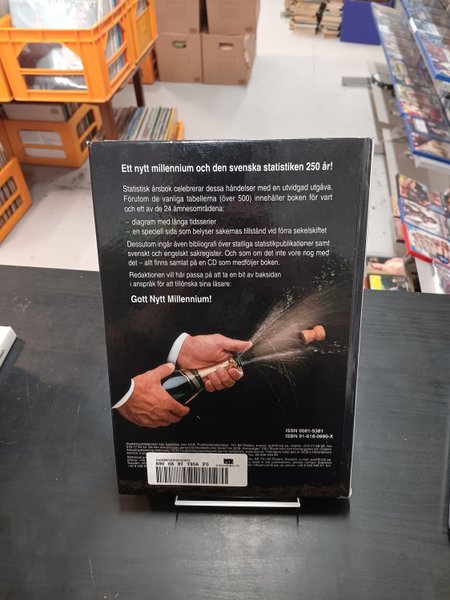 Ett nytt millennium och den svenska statistiken 250 år!
Statistisk årsbok celebrerar dessa händelser med en utvidgad utgåva.
Förutom de vanliga tabellerna (över 500) innehåller boken för vart
och ett av de 24 ämnesområdena:
- diagram med långa tidsserier
- en speciell sida som belyser sakernas tillstånd vid förra sekelskiftet
Dessutom ingår även bibliografi över statliga statistikpublikationer samt
svenskt och engelskt sakregister. Och som om det inte vore nog med
det – allt finns samlat på en CD som medföljer boken.
Redaktionen vill här passa på att ta en bit av baksidan
i anspråk för att tillönska sina läsare:
Gott Nytt Millennium!
ISSN 0081-5381
ISBN 91-618-0990-X